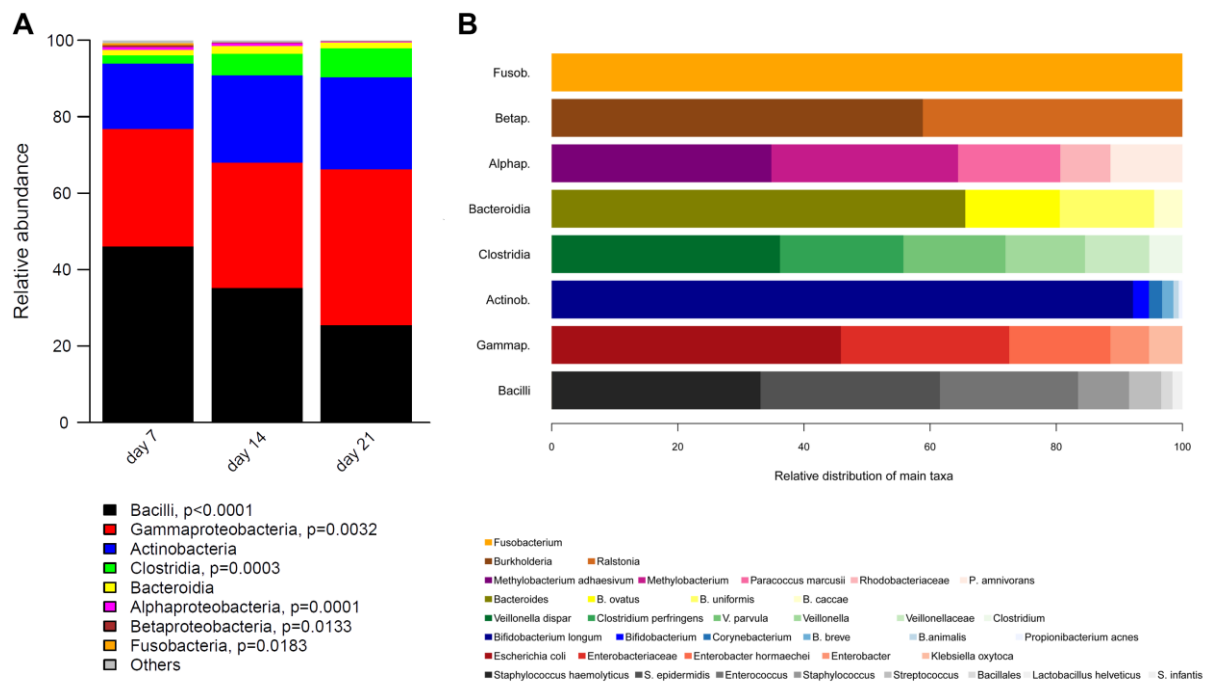 A
100
80
60
40
20
0
Relative abundance
day 7
day 14
day 21
Bacilli, p<0.0001
Gammaproteobacteria, p=0.0032
Actinobacteria
Clostridia, p=0.0003
Bacteroidia
Alphaproteobacteria, p=0.0001
Betaproteobacteria, p=0.0133
Fusobacteria, p=0.0183
Others
B
Fusob.
Betap.
Alphap.
Bacteroidia
Clostridia
Actinob.
Gammap.
Bacilli
0 20 40 60 80 100
Relative distribution of main taxa
Fusobacterium
Burkholderia Ralstonia
Methylobacterium adhaesivum Methylobacterium Paracoccus marcusii Rhodobacteriaceae P. amnivorans
Bacteroides B. ovatus B. uniformis B. caccae
Veillonella dispar Clostridium perfringens V. parvula Veillonella Veillonellaceae Clostridium
Bifidobacterium longum Bifidobacterium Corynebacterium B. breve B.animalis Propionibacterium acnes
Escherichia coli Enterobacteriaceae Enterobacter hormaechei Enterobacter Klebsiella oxytoca
Staphylococcus haemolyticus S. epidermidis Enterococcus Staphylococcus Streptococcus Bacillales Lactobacillus helveticus S. infantis